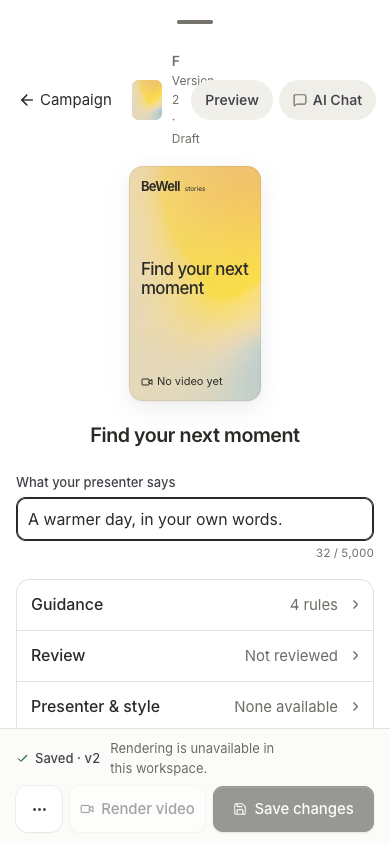 F
Version
2
·
Draft
Campaign
Preview
AI Chat
BeWell stories
Find your next
moment
No video yet
Find your next moment
What your presenter says
A warmer day, in your own words.
32 / 5,000
Guidance 4 rules
Review Not reviewed
Presenter & style None available
Saved · v2
Rendering is unavailable in
this workspace.
Render video
Save changes